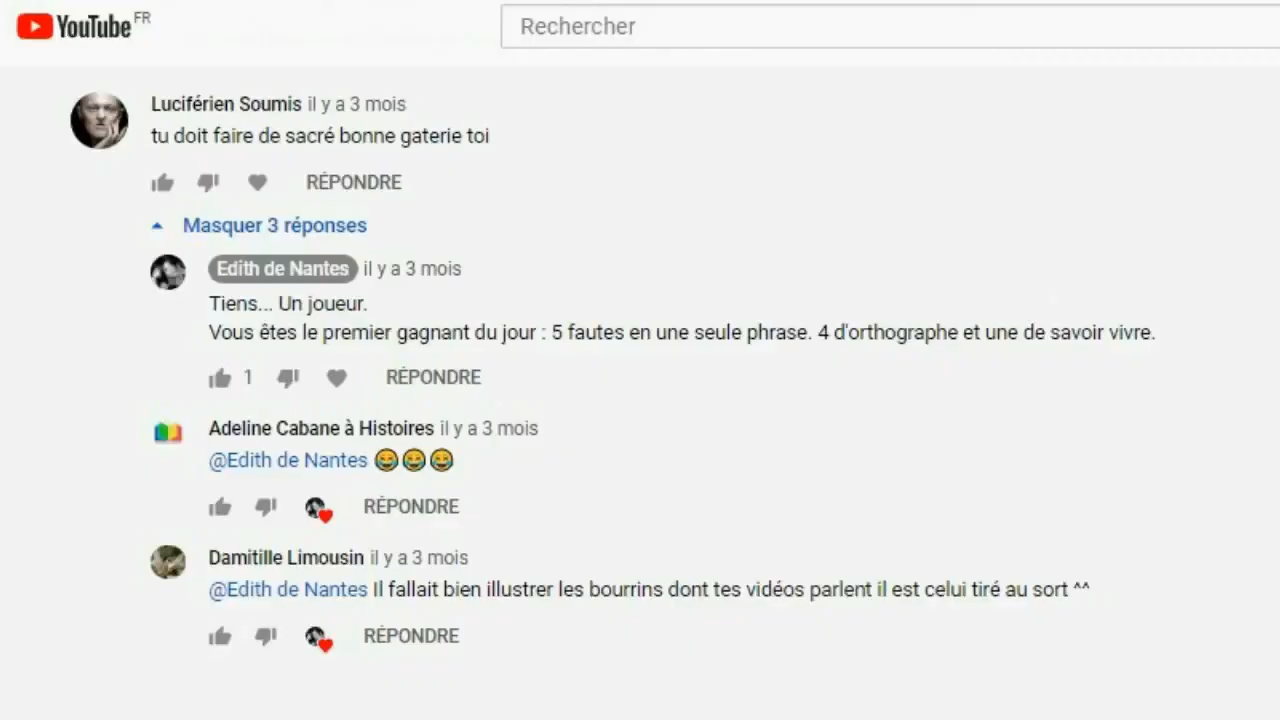 YouTube FR
Rechercher
Luciférien Soumis il y a 3 mois
tu doit faire de sacré bonne gaterie toi
RÉPONDRE
Masquer 3 réponses
Edith de Nantes il y a 3 mois
Tiens... Un joueur.
Vous êtes le premier gagnant du jour : 5 fautes en une seule phrase. 4 d'orthographe et une de savoir vivre.
1 RÉPONDRE
Adeline Cabane à Histoires il y a 3 mois
@Edith de Nantes 😂😂😂
RÉPONDRE
Damitille Limousin il y a 3 mois
@Edith de Nantes Il fallait bien illustrer les bourrins dont tes vidéos parlent il est celui tiré au sort ^^
RÉPONDRE